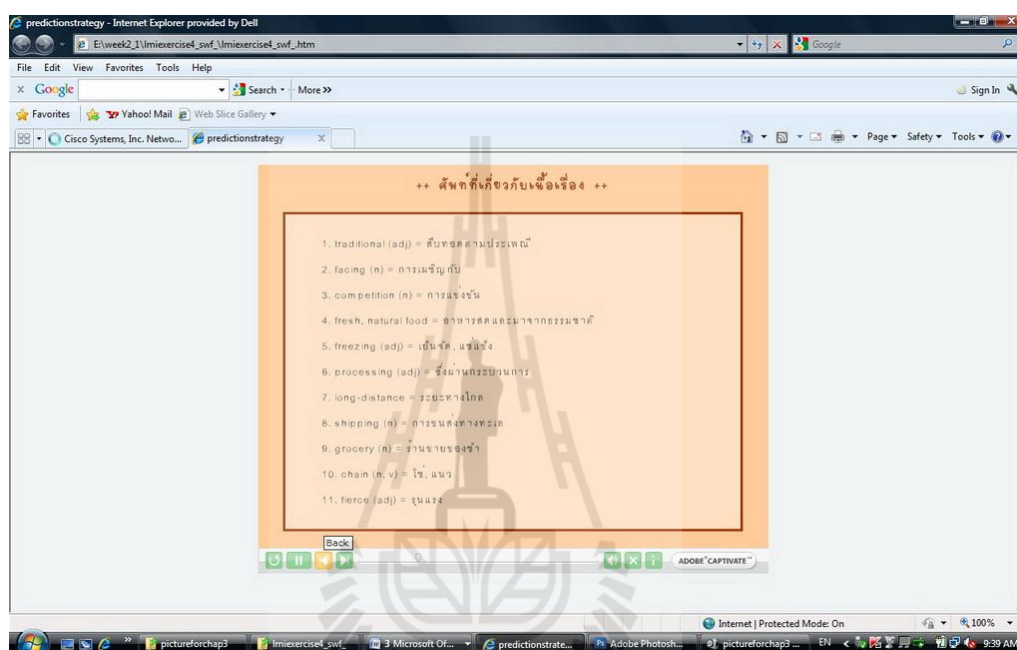 predictionstrategy - Internet Explorer provided by Dell
E:\week2_1\lmiexercise4_swf_\lmiexercise4_swf_.htm
Google
File Edit View Favorites Tools Help
x Google Search More >> Sign In
Favorites Yahoo! Mail Web Slice Gallery
Cisco Systems, Inc. Netwo... predictionstrategy x Page Safety Tools
++ ศัพท์ที่เกี่ยวกับเนื้อเรื่อง ++
1. traditional (adj) = สืบทอดตามประเพณี
2. facing (n) = การเผชิญกับ
3. competition (n) = การแข่งขัน
4. fresh, natural food = อาหารสดและมาจากธรรมชาติ
5. freezing (adj) = เย็นจัด, แช่แข็ง
6. processing (adj) = ซึ่งผ่านกระบวนการ
7. long-distance = ระยะทางไกล
8. shipping (n) = การขนส่งทางทะเล
9. grocery (n) = ร้านขายของชำ
10. chain (n, v) = โซ่, แนว
11. fierce (adj) = รุนแรง
Back
ADOBE® CAPTIVATE™
Internet | Protected Mode: On 100%
pictureforchap3 lmiexercise4_swf_ 3 Microsoft Of... predictionstrate... Adobe Photosh... pictureforchap3 ... EN 9:39 AM